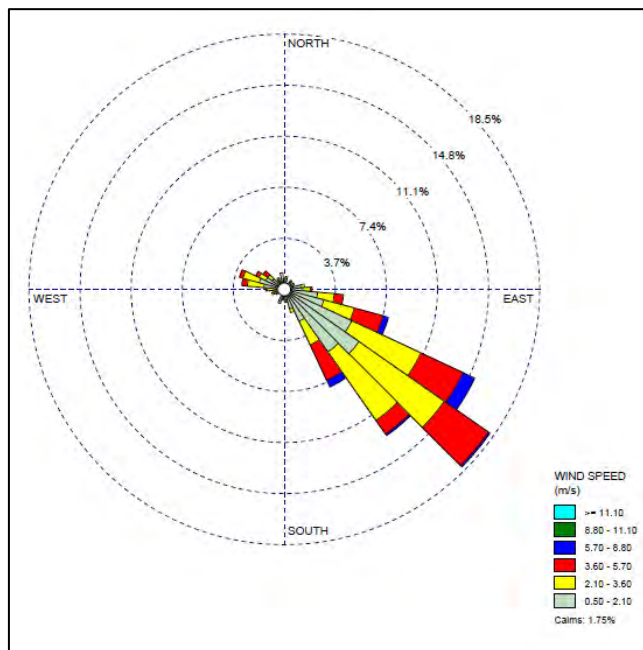 NORTH
18.5%
14.8%
11.1%
7.4%
3.7%
WEST
EAST
SOUTH
WIND SPEED
(m/s)
>= 11.10
8.80 - 11.10
5.70 - 8.80
3.60 - 5.70
2.10 - 3.60
0.50 - 2.10
Calms: 1.75%